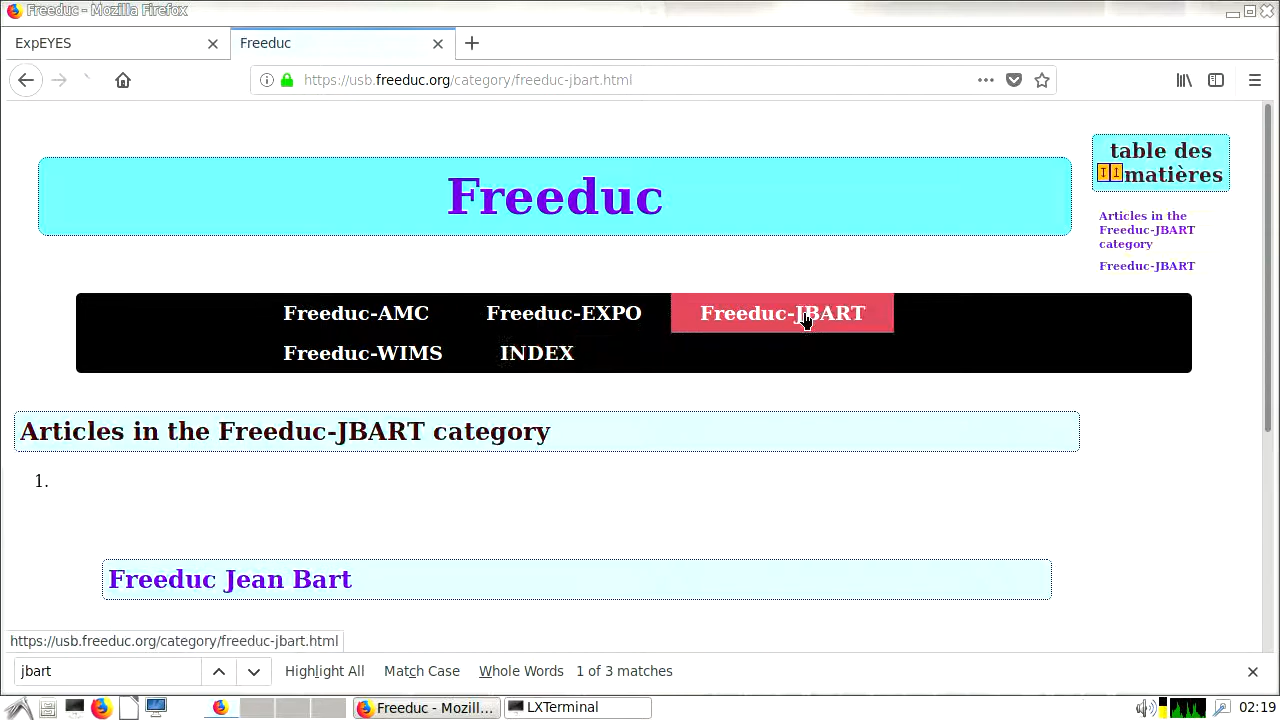 Freeduc - Mozilla Firefox
ExpEYES
Freeduc
https://usb.freeduc.org/category/freeduc-jbart.html
Freeduc
table des
matières
Articles in the
Freeduc-JBART
category
Freeduc-JBART
Freeduc-AMC Freeduc-EXPO Freeduc-JBART
Freeduc-WIMS INDEX
Articles in the Freeduc-JBART category
1.
Freeduc Jean Bart
https://usb.freeduc.org/category/freeduc-jbart.html
jbart Highlight All Match Case Whole Words 1 of 3 matches
Freeduc - Mozill... LXTerminal 02:19